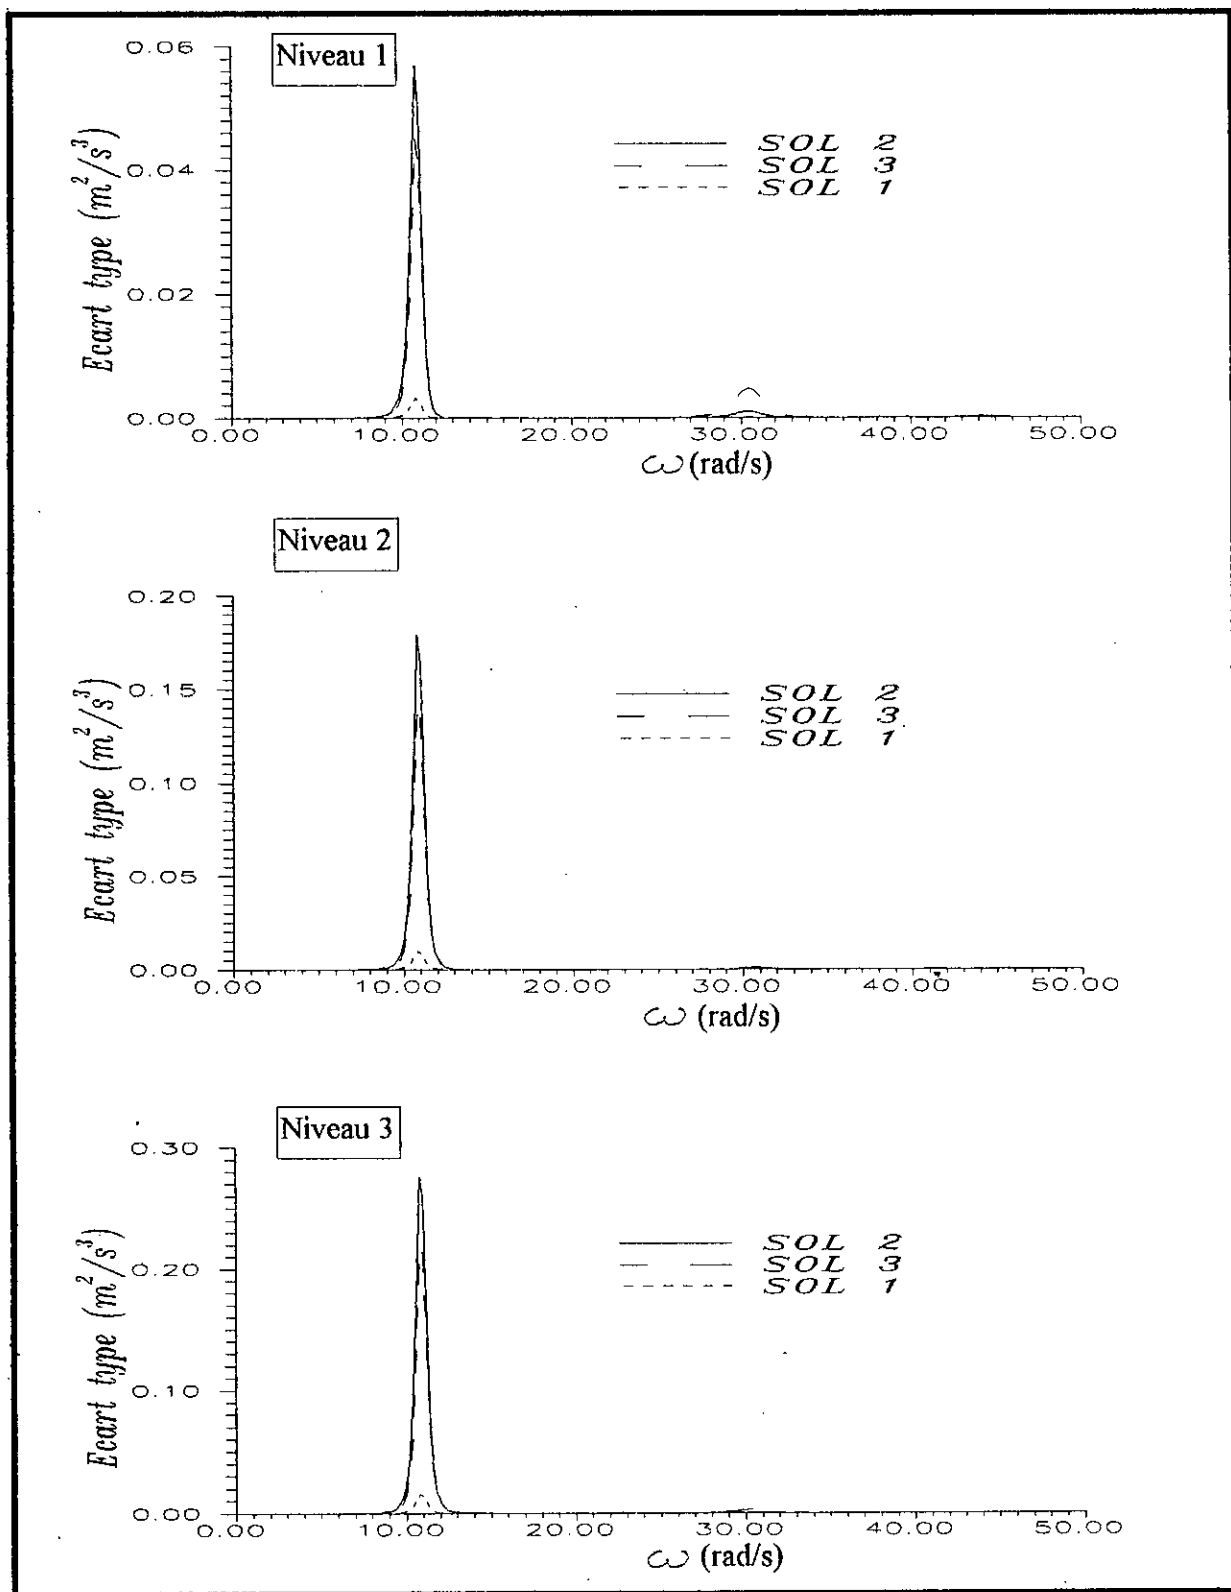 Niveau 1
Ecart type (m²/s³)
0.06
0.04
0.02
0.00
SOL 2
SOL 3
SOL 1
0.00 10.00 20.00 30.00 40.00 50.00
ω (rad/s)
Niveau 2
Ecart type (m²/s³)
0.20
0.15
0.10
0.05
0.00
SOL 2
SOL 3
SOL 1
0.00 10.00 20.00 30.00 40.00 50.00
ω (rad/s)
Niveau 3
Ecart type (m²/s³)
0.30
0.20
0.10
0.00
SOL 2
SOL 3
SOL 1
0.00 10.00 20.00 30.00 40.00 50.00
ω (rad/s)